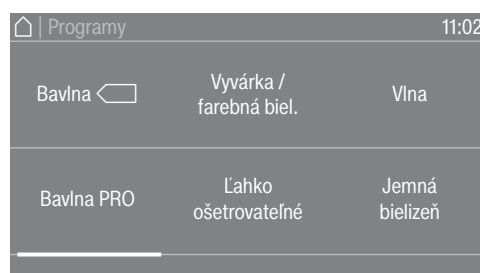 | Programy
11:02
Bavlna
Vyvárka /
farebná biel.
Vlna
Bavlna PRO
Ľahko
ošetrovateľné
Jemná
bielizeň